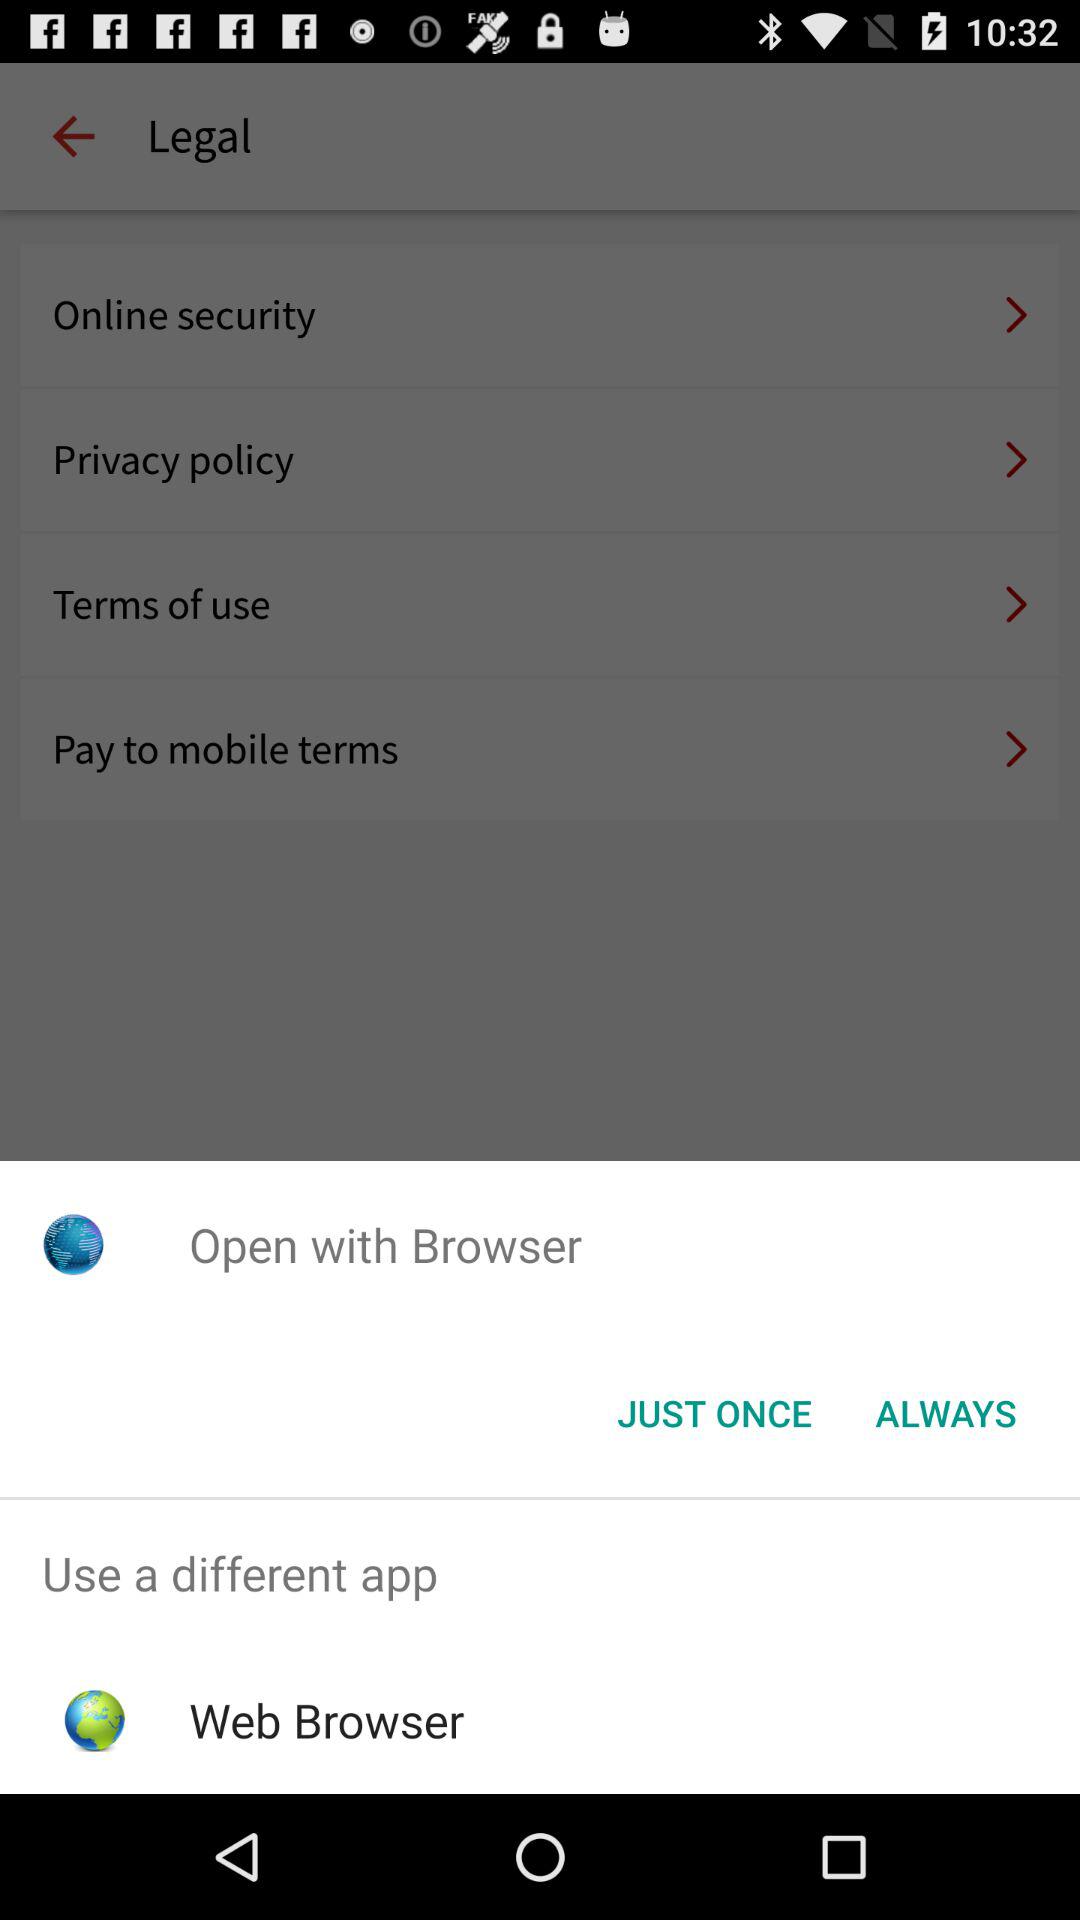 FAKE 10:32
Legal
Online security
Privacy policy
Terms of use
Pay to mobile terms
Open with Browser
JUST ONCE ALWAYS
Use a different app
Web Browser